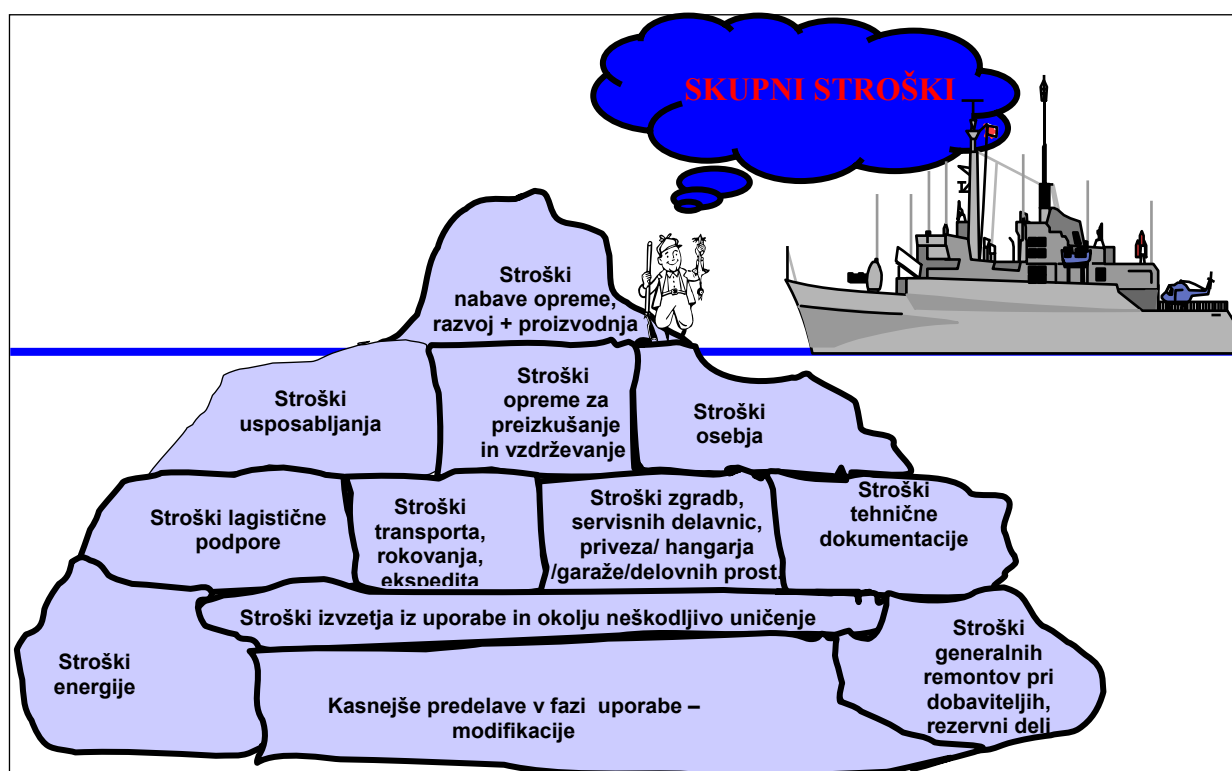 SKUPNI STROŠKI
Stroški
nabave opreme,
razvoj + proizvodnja
Stroški
usposabljanja
Stroški
opreme za
preizkušanje
in vzdrževanje
Stroški
osebja
Stroški lagistične
podpore
Stroški
transporta,
rokovanja,
ekspedita
Stroški zgradb,
servisnih delavnic,
priveza/ hangarja
/garaže/delovnih prost.
Stroški
tehnične
dokumentacije
Stroški izvzetja iz uporabe in okolju neškodljivo uničenje
Stroški
energije
Kasnejše predelave v fazi uporabe –
modifikacije
Stroški
generalnih
remontov pri
dobaviteljih,
rezervni deli